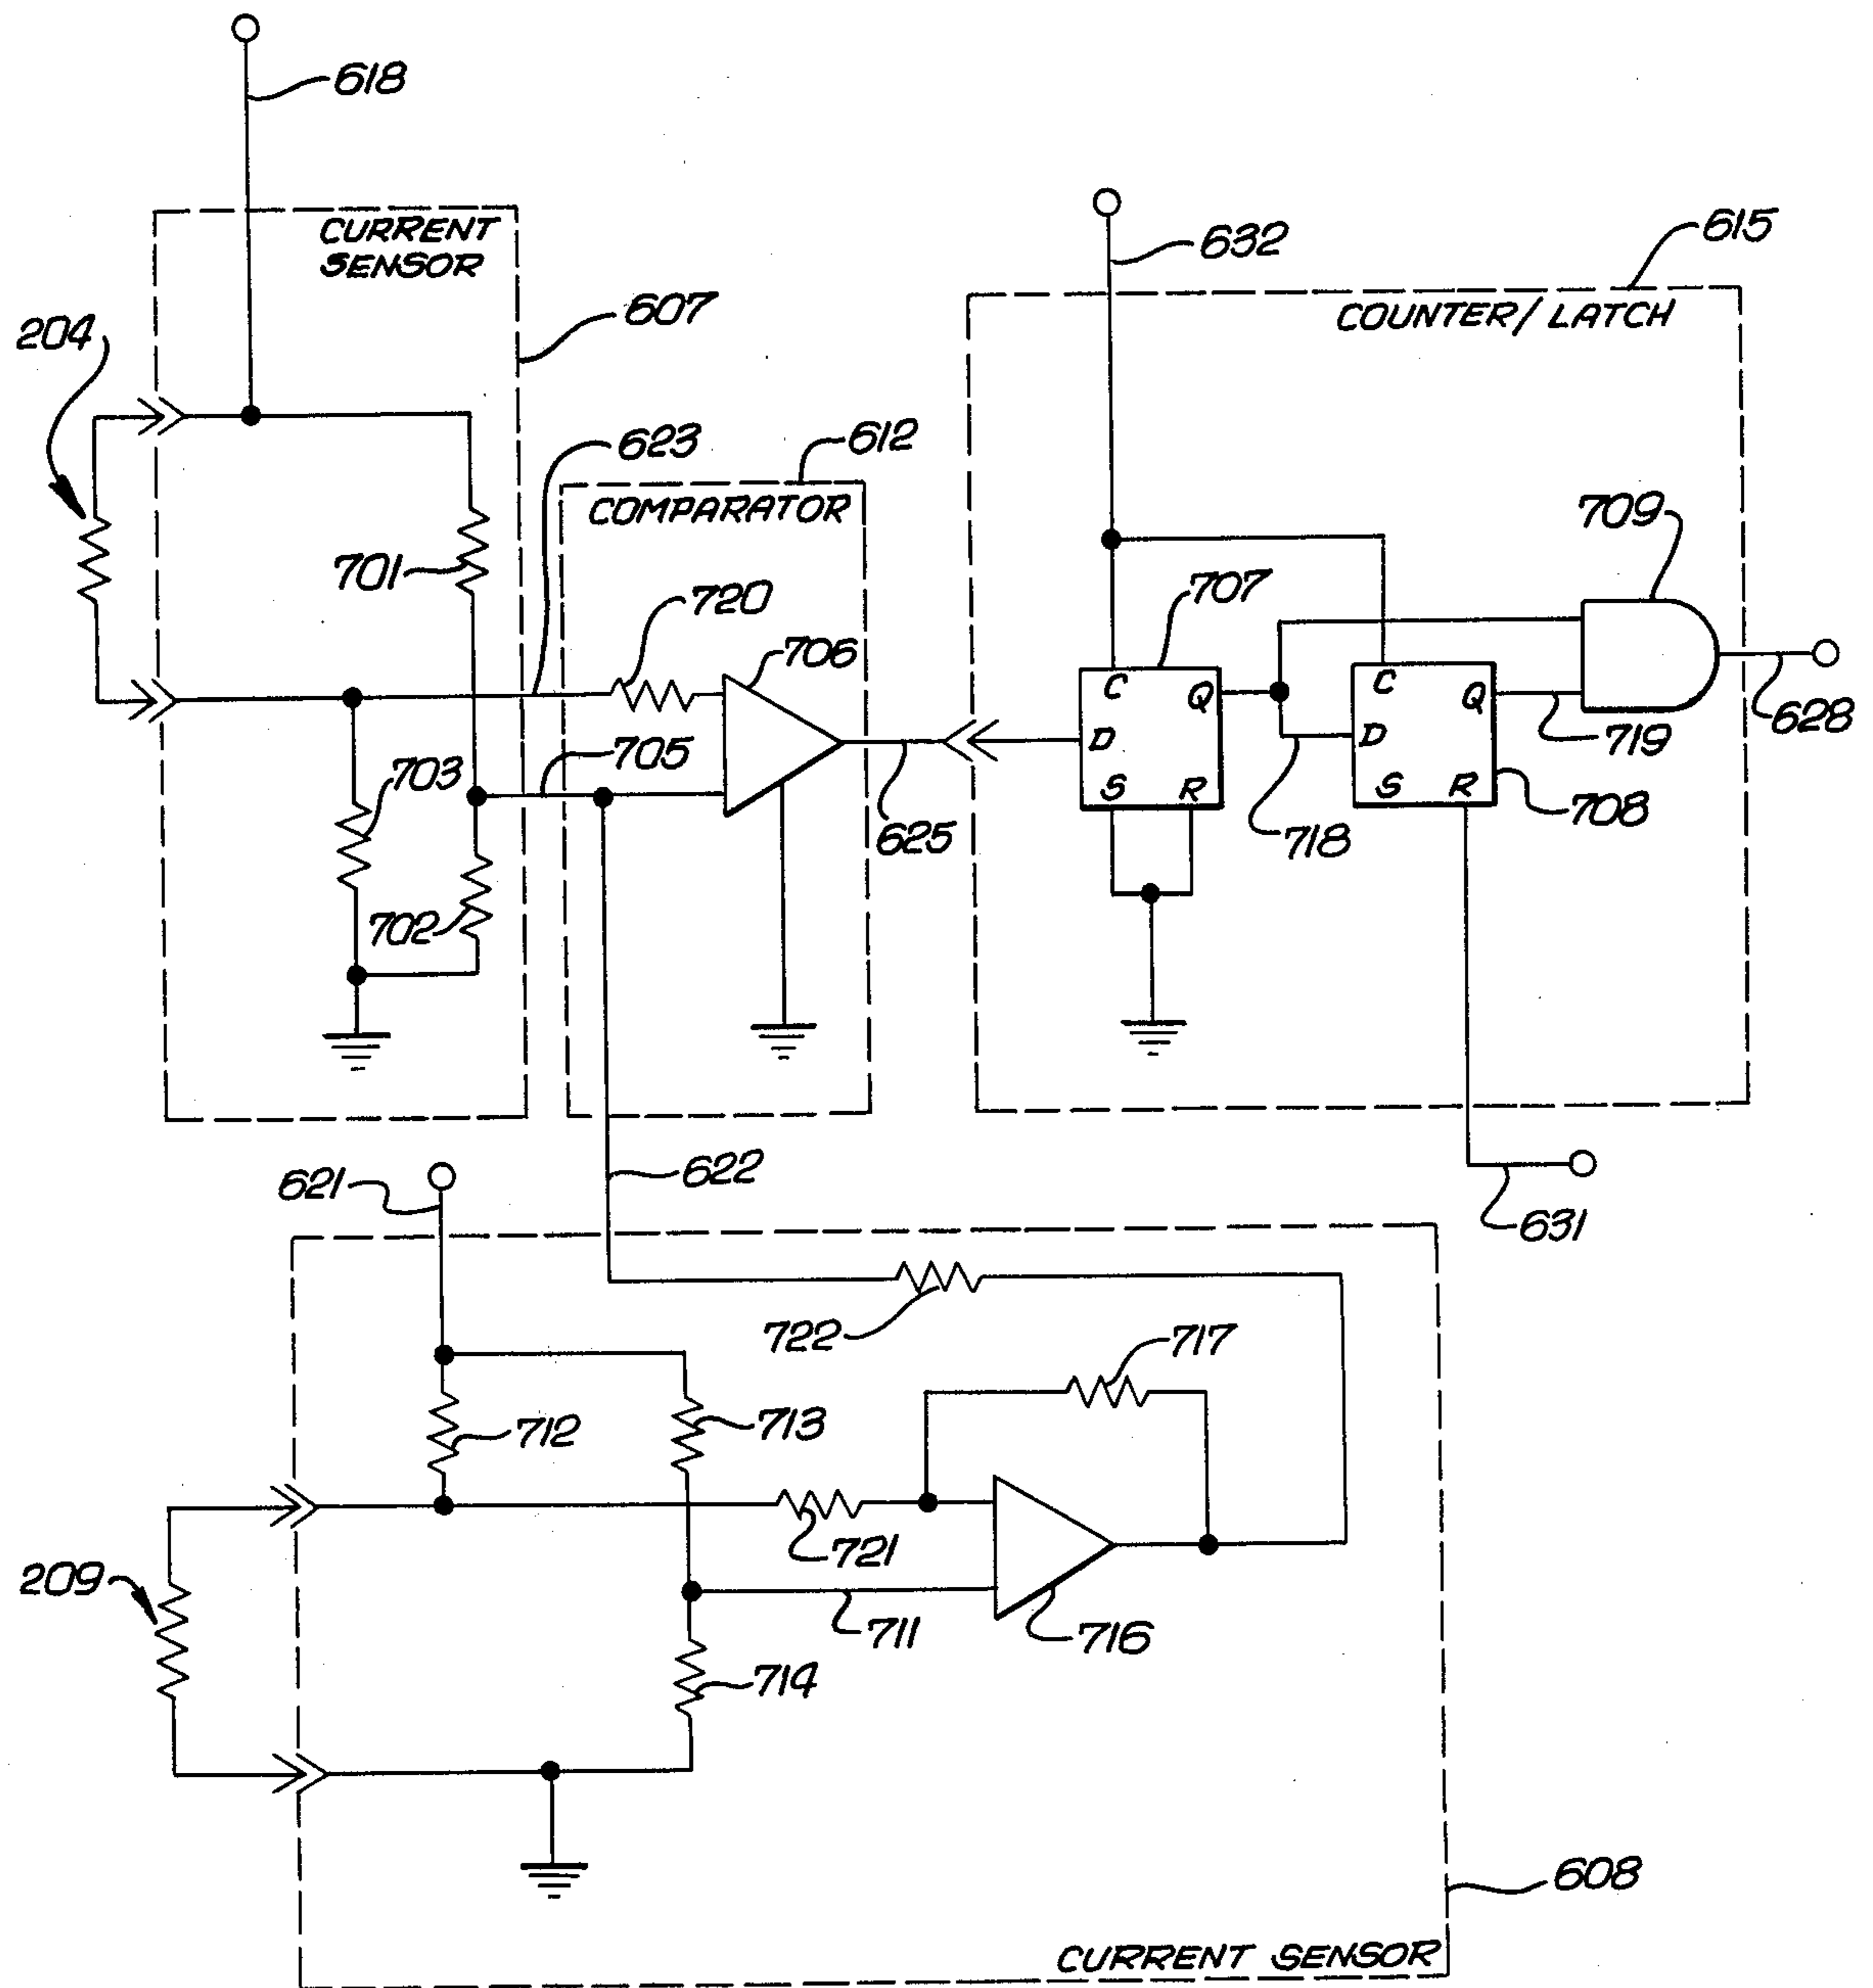 618
CURRENT
SENSOR
632
615
607
COUNTER/LATCH
204
623
612
COMPARATOR
709
701
720
707
706
C
Q
C
Q
D
D
628
719
705
703
S
R
S
R
708
625
718
702
622
621
631
722
717
712
713
721
209
711
716
714
608
CURRENT SENSOR